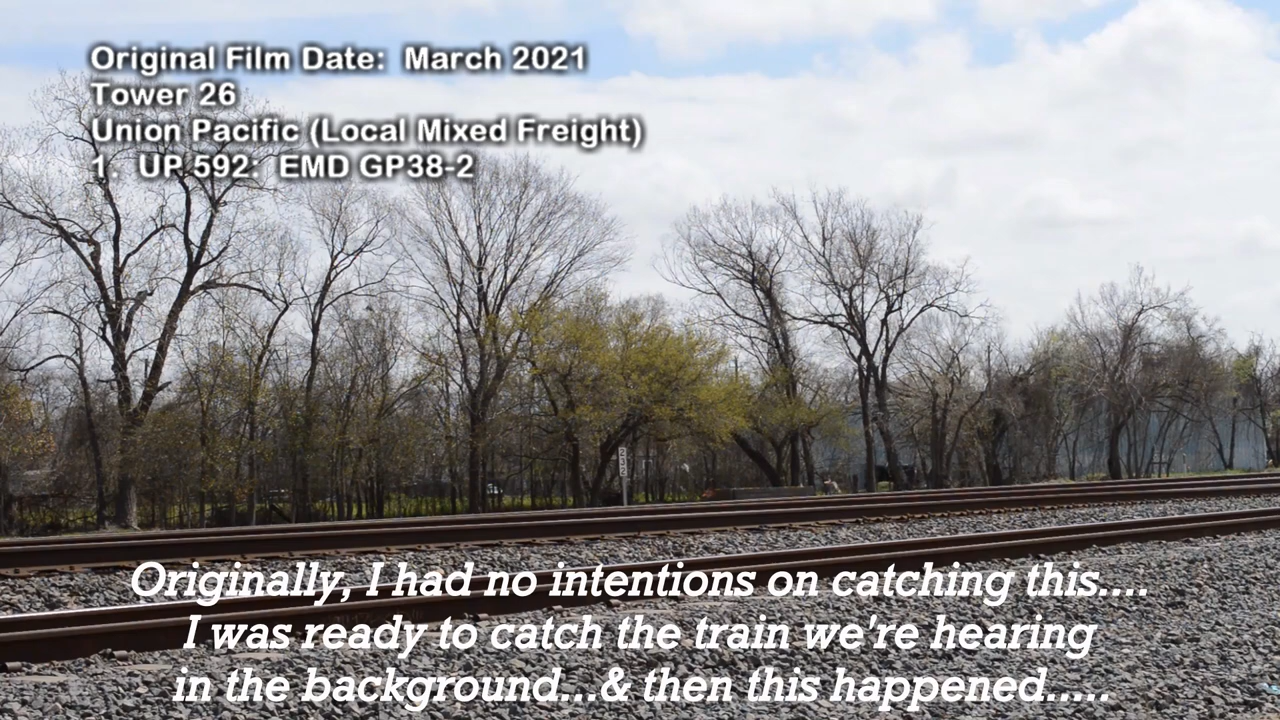 Original Film Date:  March 2021
Tower 26
Union Pacific (Local Mixed Freight)
1.  UP 592:  EMD GP38-2
232
Originally, I had no intentions on catching this....
I was ready to catch the train we're hearing
in the background...& then this happened.....